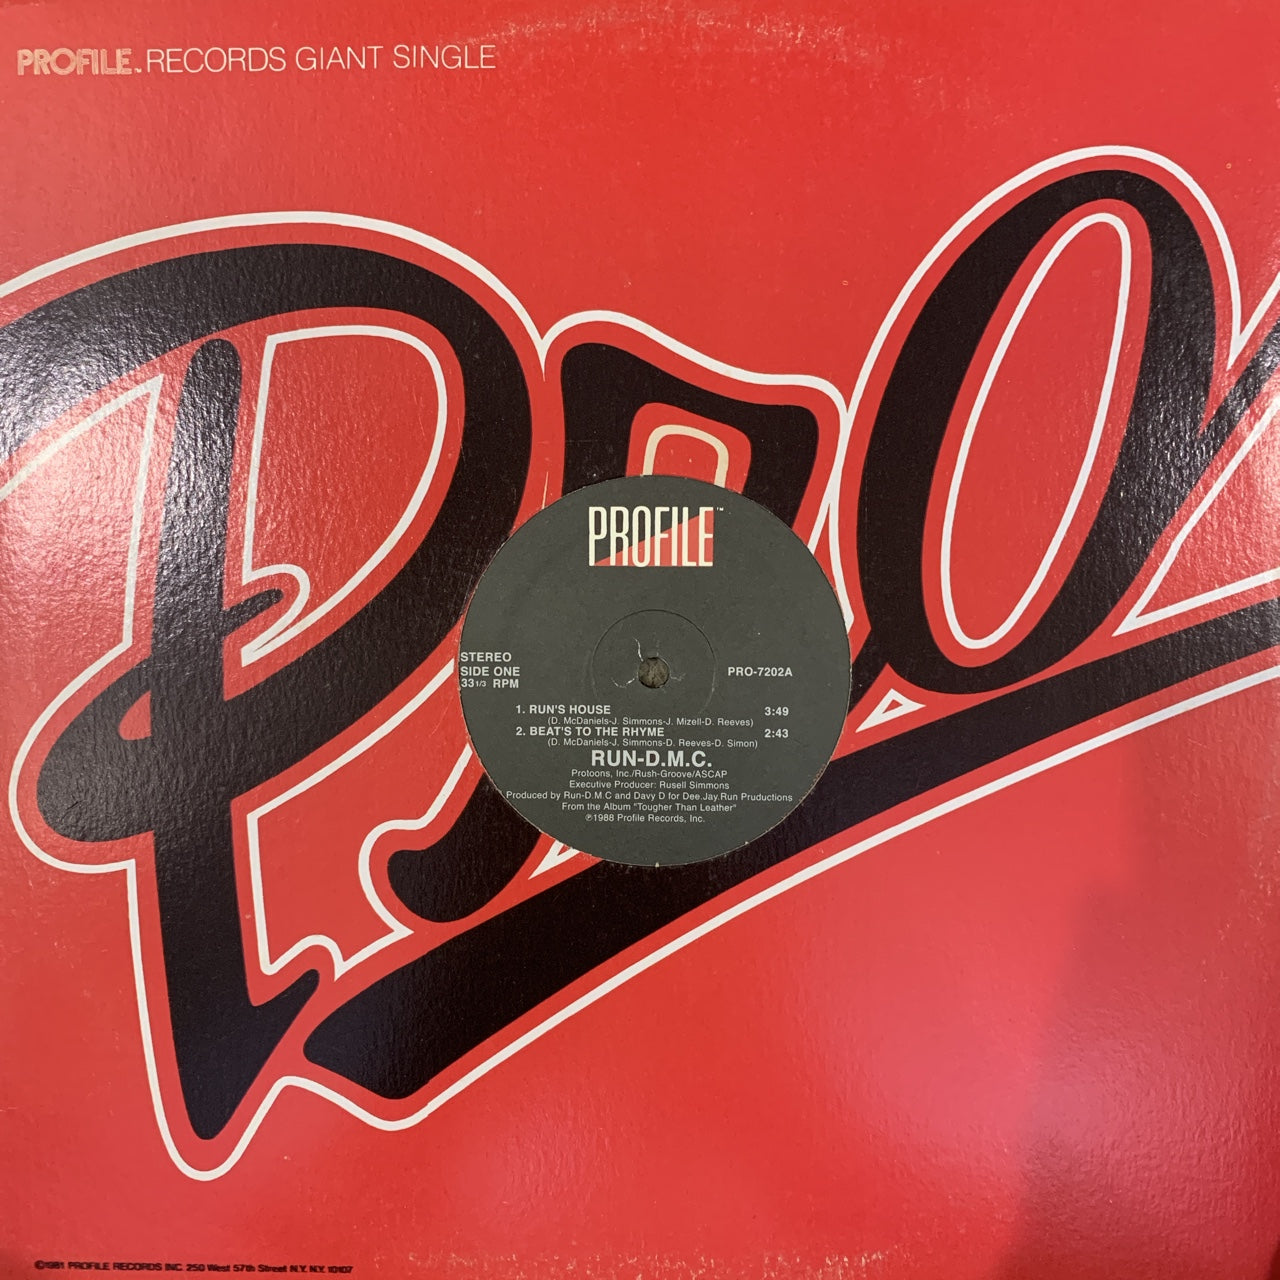 PROFILE™ RECORDS GIANT SINGLE
Pro
PROFILE™
STEREO
SIDE ONE
33 1/3 RPM
PRO-7202A
1. RUN'S HOUSE 3:49
(D. McDaniels-J. Simmons-J. Mizell-D. Reeves)
2. BEAT'S TO THE RHYME 2:43
(D. McDaniels-J. Simmons-D. Reeves-D. Simon)
RUN-D.M.C.
Protoons, Inc./Rush-Groove/ASCAP
Executive Producer: Rusell Simmons
Produced by Run-D.M.C and Davy D for Dee.Jay.Run Pruductions
From the Album "Tougher Than Leather"
℗1988 Profile Records, Inc.
©1981 PROFILE RECORDS INC. 250 West 57th Street N.Y. N.Y. 10107